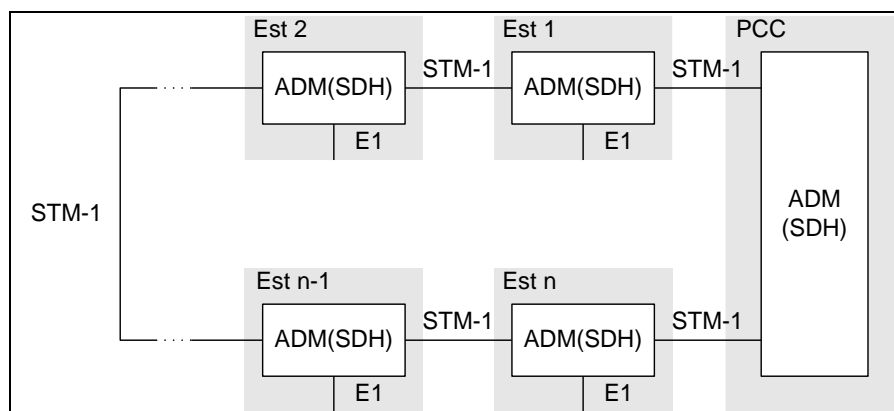 Est 2
Est 1
PCC
ADM(SDH)
STM-1
ADM(SDH)
STM-1
E1
E1
STM-1
ADM
(SDH)
Est n-1
Est n
ADM(SDH)
STM-1
ADM(SDH)
STM-1
E1
E1